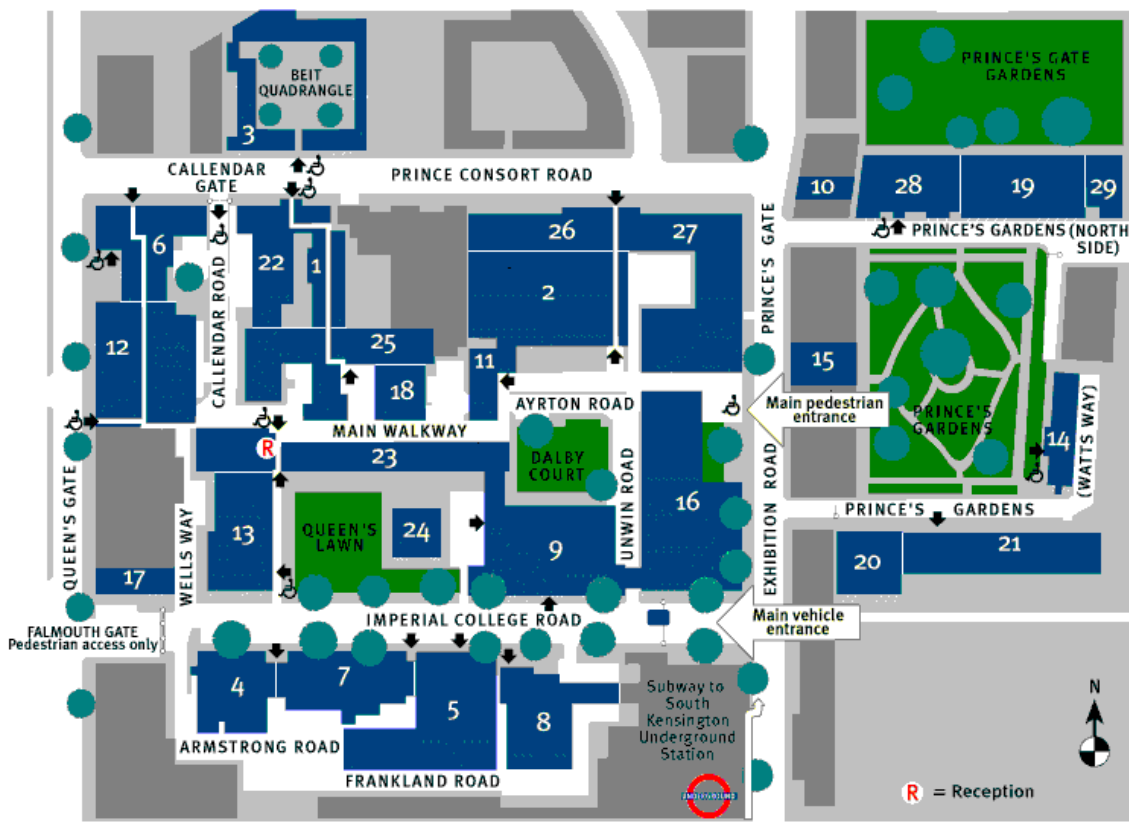 BEIT
QUADRANGLE
PRINCE'S GATE
GARDENS
3
CALLENDAR
GATE
PRINCE CONSORT ROAD
10
28
19
29
PRINCE'S GARDENS (NORTH
SIDE)
6
22
1
26
27
2
CALLENDAR ROAD
PRINCE'S GATE
12
25
11
18
15
AYRTON ROAD
Main pedestrian
entrance
PRINCE'S
GARDENS
14
(WATTS WAY)
MAIN WALKWAY
R
23
DALBY
COURT
QUEEN'S GATE
WELLS WAY
13
QUEEN'S
LAWN
24
9
UNWIN ROAD
16
EXHIBITION ROAD
PRINCE'S GARDENS
20
21
17
FALMOUTH GATE
Pedestrian access only
IMPERIAL COLLEGE ROAD
Main vehicle
entrance
4
7
5
8
Subway to
South
Kensington
Underground
Station
ARMSTRONG ROAD
FRANKLAND ROAD
UNDERGROUND
N
R = Reception